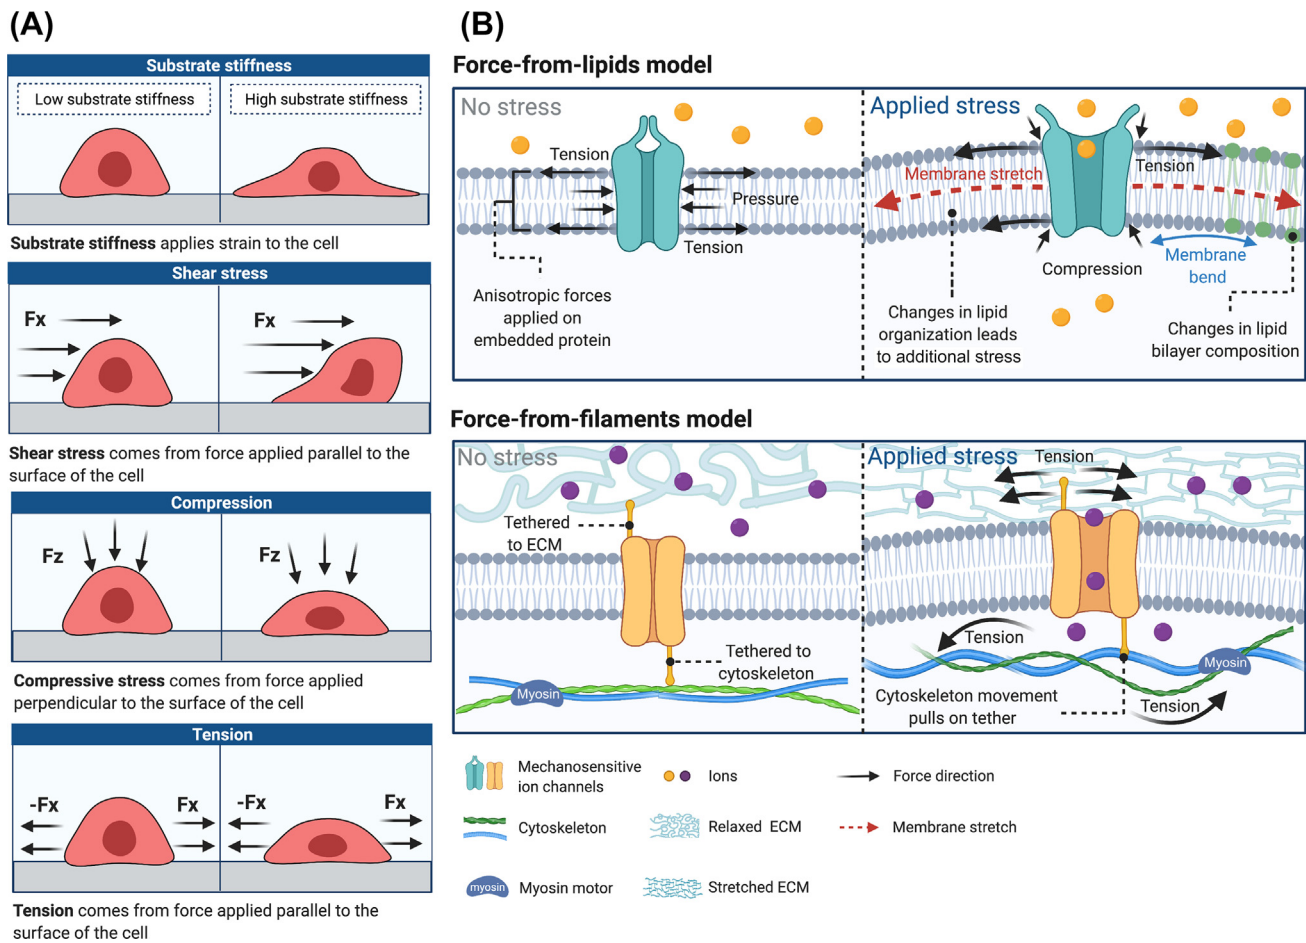 (A)
Substrate stiffness
Low substrate stiffness
High substrate stiffness
Substrate stiffness applies strain to the cell
Shear stress
Fx
Fx
Shear stress comes from force applied parallel to the
surface of the cell
Compression
Fz
Fz
Compressive stress comes from force applied
perpendicular to the surface of the cell
Tension
-Fx
Fx
-Fx
Fx
Tension comes from force applied parallel to the
surface of the cell
(B)
Force-from-lipids model
No stress
Tension
Pressure
Tension
Anisotropic forces
applied on
embedded protein
Applied stress
Membrane stretch
Tension
Compression
Membrane
bend
Changes in lipid
organization leads
to additional stress
Changes in lipid
bilayer composition
Force-from-filaments model
No stress
Tethered
to ECM
Tethered to
cytoskeleton
Myosin
Applied stress
Tension
Tension
Myosin
Cytoskeleton movement
pulls on tether
Tension
Mechanosensitive
ion channels
Ions
Force direction
Cytoskeleton
Relaxed ECM
Membrane stretch
myosin
Myosin motor
Stretched ECM